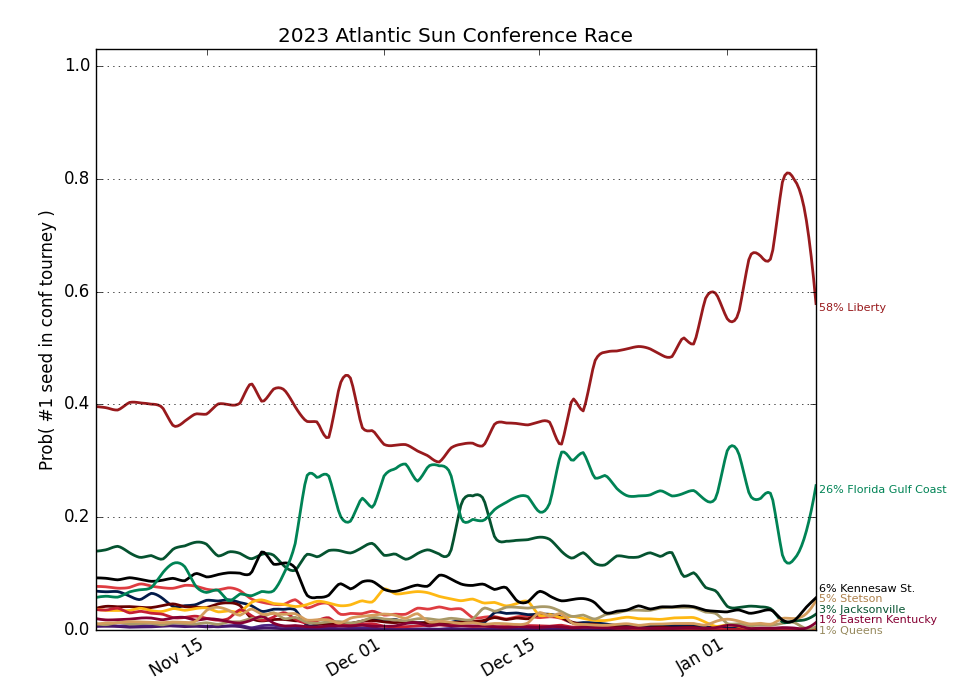 2023 Atlantic Sun Conference Race
Prob( #1 seed in conf tourney )
1.0
0.8
0.6
0.4
0.2
0.0
Nov 15
Dec 01
Dec 15
Jan 01
58% Liberty
26% Florida Gulf Coast
6% Kennesaw St.
5% Stetson
3% Jacksonville
1% Eastern Kentucky
1% Queens